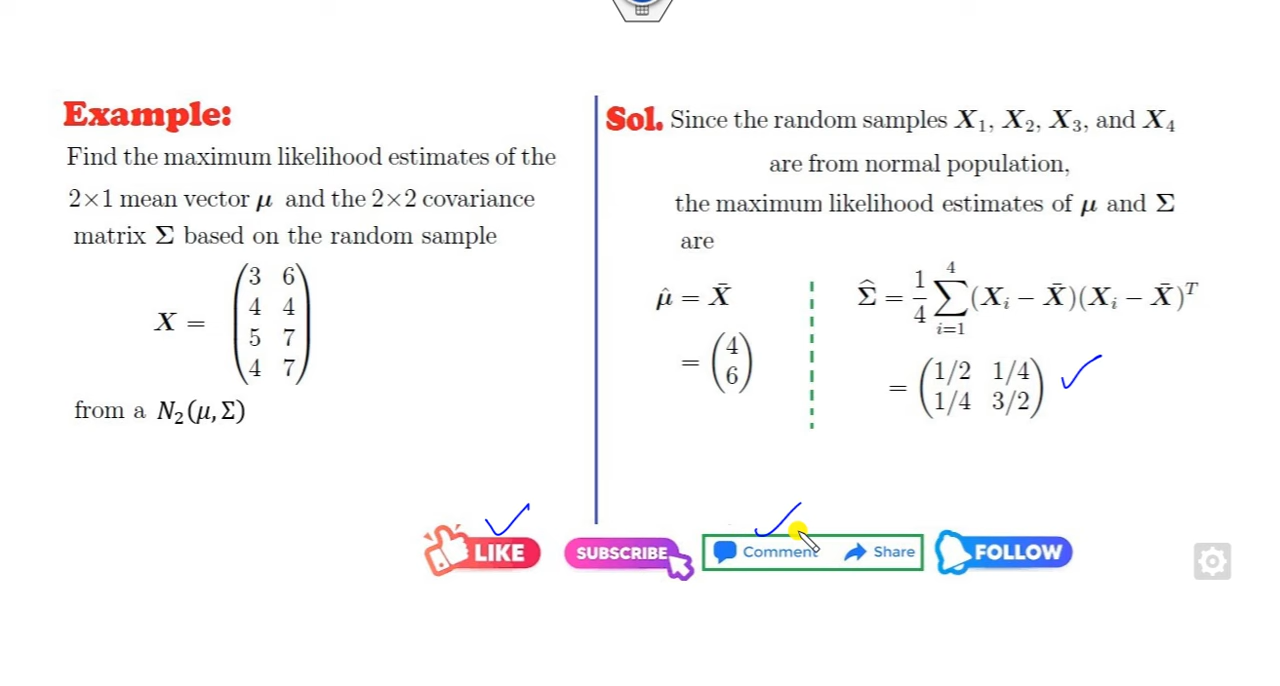 Example:
Find the maximum likelihood estimates of the
2×1 mean vector μ and the 2×2 covariance
matrix Σ based on the random sample
X = (3 6
4 4
5 7
4 7)
from a N₂(μ, Σ)
Sol. Since the random samples X₁, X₂, X₃, and X₄
are from normal population,
the maximum likelihood estimates of μ and Σ
are
μ̂ = X̄
= (4
6)
Σ̂ = 1/4 ∑_{i=1}^{4} (Xᵢ − X̄)(Xᵢ − X̄)ᵀ
= (1/2 1/4
1/4 3/2)
LIKE
SUBSCRIBE
Comment
Share
FOLLOW